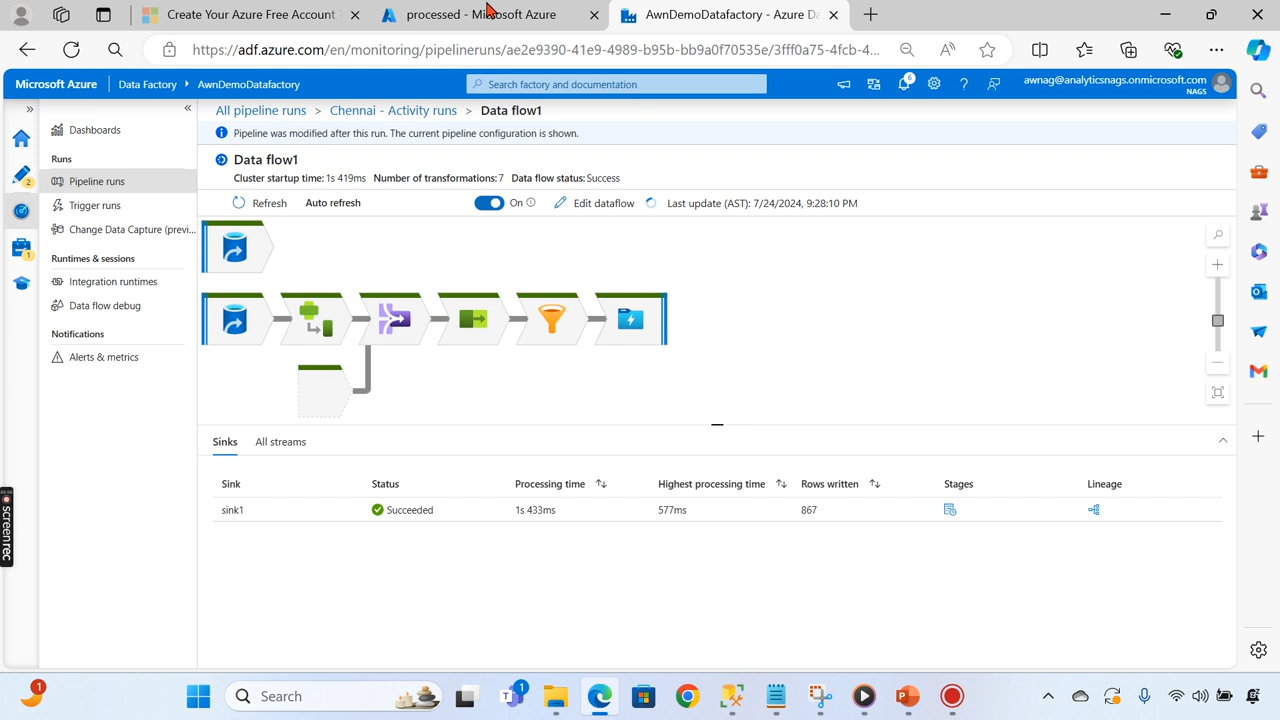 Create Your Azure Free Account T
processed - Microsoft Azure
AwnDemoDatafactory - Azure Da
https://adf.azure.com/en/monitoring/pipelineruns/ae2e9390-41e9-4989-b95b-bb9a0f70535e/3fff0a75-4fcb-4...
Microsoft Azure
Data Factory
AwnDemoDatafactory
Search factory and documentation
6
awnag@analyticsnags.onmicrosoft.com
NAGS
Dashboards
Runs
Pipeline runs
Trigger runs
Change Data Capture (previ...
Runtimes & sessions
Integration runtimes
Data flow debug
Notifications
Alerts & metrics
2
1
All pipeline runs > Chennai - Activity runs > Data flow1
Pipeline was modified after this run. The current pipeline configuration is shown.
Data flow1
Cluster startup time: 1s 419ms Number of transformations:7 Data flow status:Success
Refresh Auto refresh On Edit dataflow Last update (AST): 7/24/2024, 9:28:10 PM
Sinks All streams
Sink Status Processing time Highest processing time Rows written Stages Lineage
sink1 Succeeded 1s 433ms 577ms 867
screenrec
1
Search
1